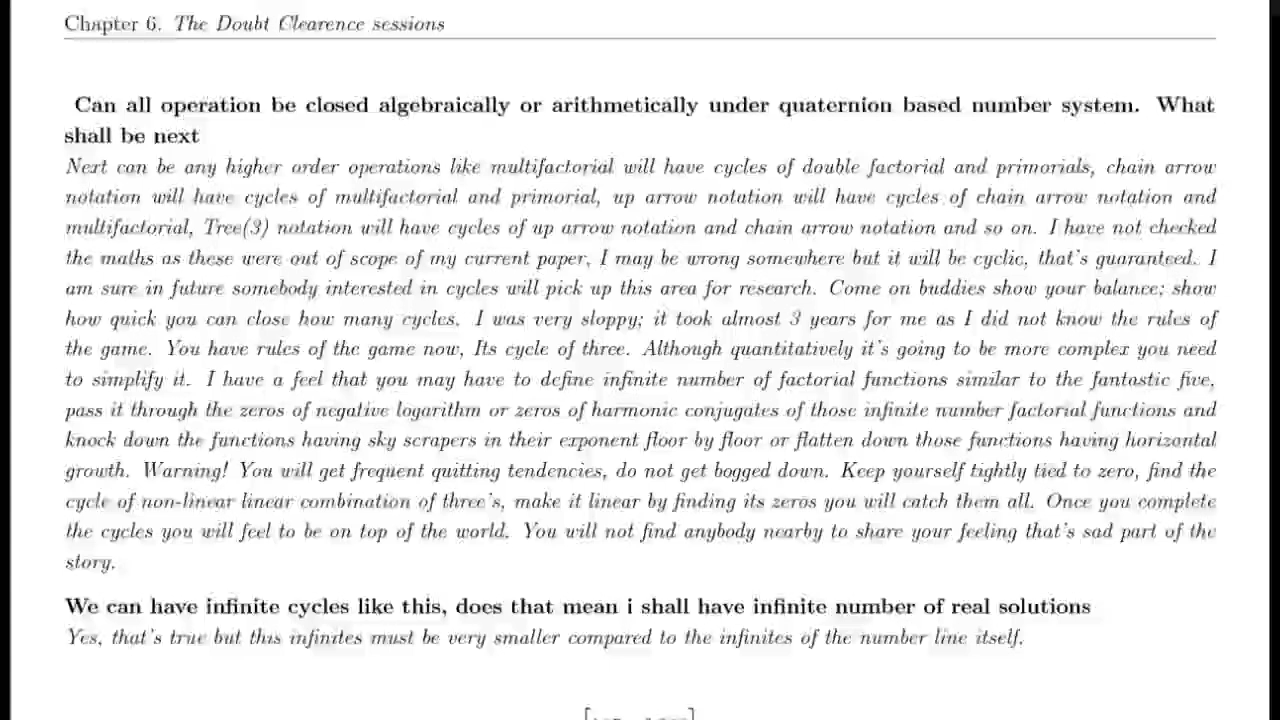 Chapter 6. The Doubt Clearence sessions
Can all operation be closed algebraically or arithmetically under quaternion based number system. What
shall be next
Next can be any higher order operations like multifactorial will have cycles of double factorial and primorials, chain arrow
notation will have cycles of multifactorial and primorial, up arrow notation will have cycles of chain arrow notation and
multifactorial, Tree(3) notation will have cycles of up arrow notation and chain arrow notation and so on. I have not checked
the maths as these were out of scope of my current paper, I may be wrong somewhere but it will be cyclic, that's guaranteed. I
am sure in future somebody interested in cycles will pick up this area for research. Come on buddies show your balance; show
how quick you can close how many cycles. I was very sloppy; it took almost 3 years for me as I did not know the rules of
the game. You have rules of the game now, Its cycle of three. Although quantitatively it's going to be more complex you need
to simplify it. I have a feel that you may have to define infinite number of factorial functions similar to the fantastic five,
pass it through the zeros of negative logarithm or zeros of harmonic conjugates of those infinite number factorial functions and
knock down the functions having sky scrapers in their exponent floor by floor or flatten down those functions having horizontal
growth. Warning! You will get frequent quitting tendencies, do not get bogged down. Keep yourself tightly tied to zero, find the
cycle of non-linear linear combination of three's, make it linear by finding its zeros you will catch them all. Once you complete
the cycles you will feel to be on top of the world. You will not find anybody nearby to share your feeling that's sad part of the
story.
We can have infinite cycles like this, does that mean i shall have infinite number of real solutions
Yes, that's true but this infinites must be very smaller compared to the infinites of the number line itself.